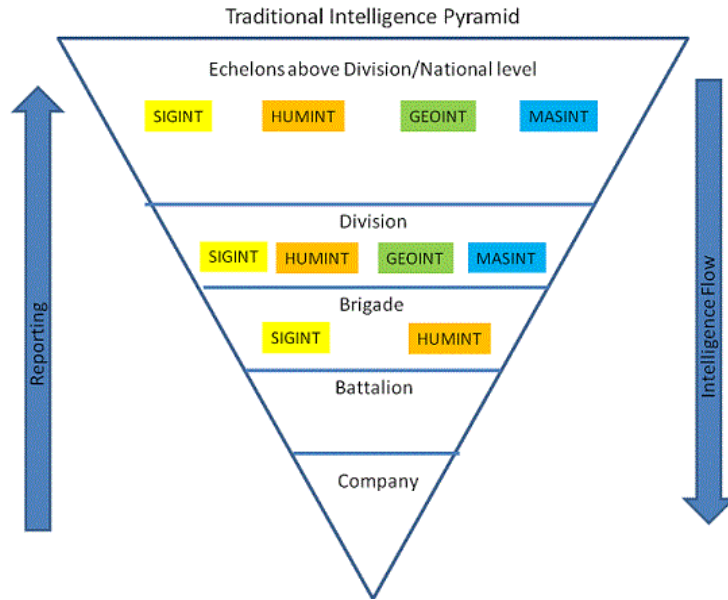 Traditional Intelligence Pyramid
Echelons above Division/National level
SIGINT HUMINT GEOINT MASINT
Division
SIGINT HUMINT GEOINT MASINT
Brigade
SIGINT HUMINT
Battalion
Company
Reporting
Intelligence Flow